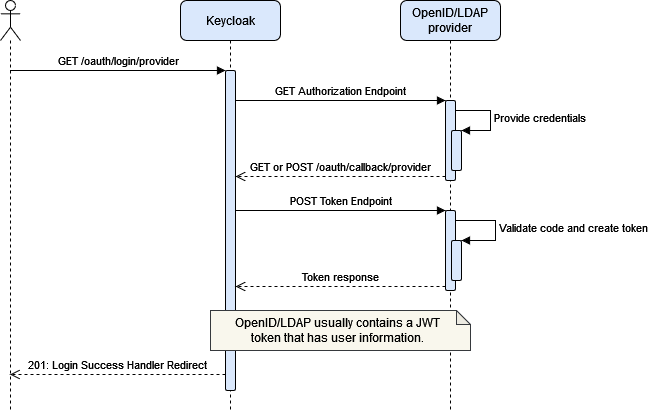 Keycloak
OpenID/LDAP
provider
GET /oauth/login/provider
GET Authorization Endpoint
Provide credentials
GET or POST /oauth/callback/provider
POST Token Endpoint
Validate code and create token
Token response
OpenID/LDAP usually contains a JWT
token that has user information.
201: Login Success Handler Redirect